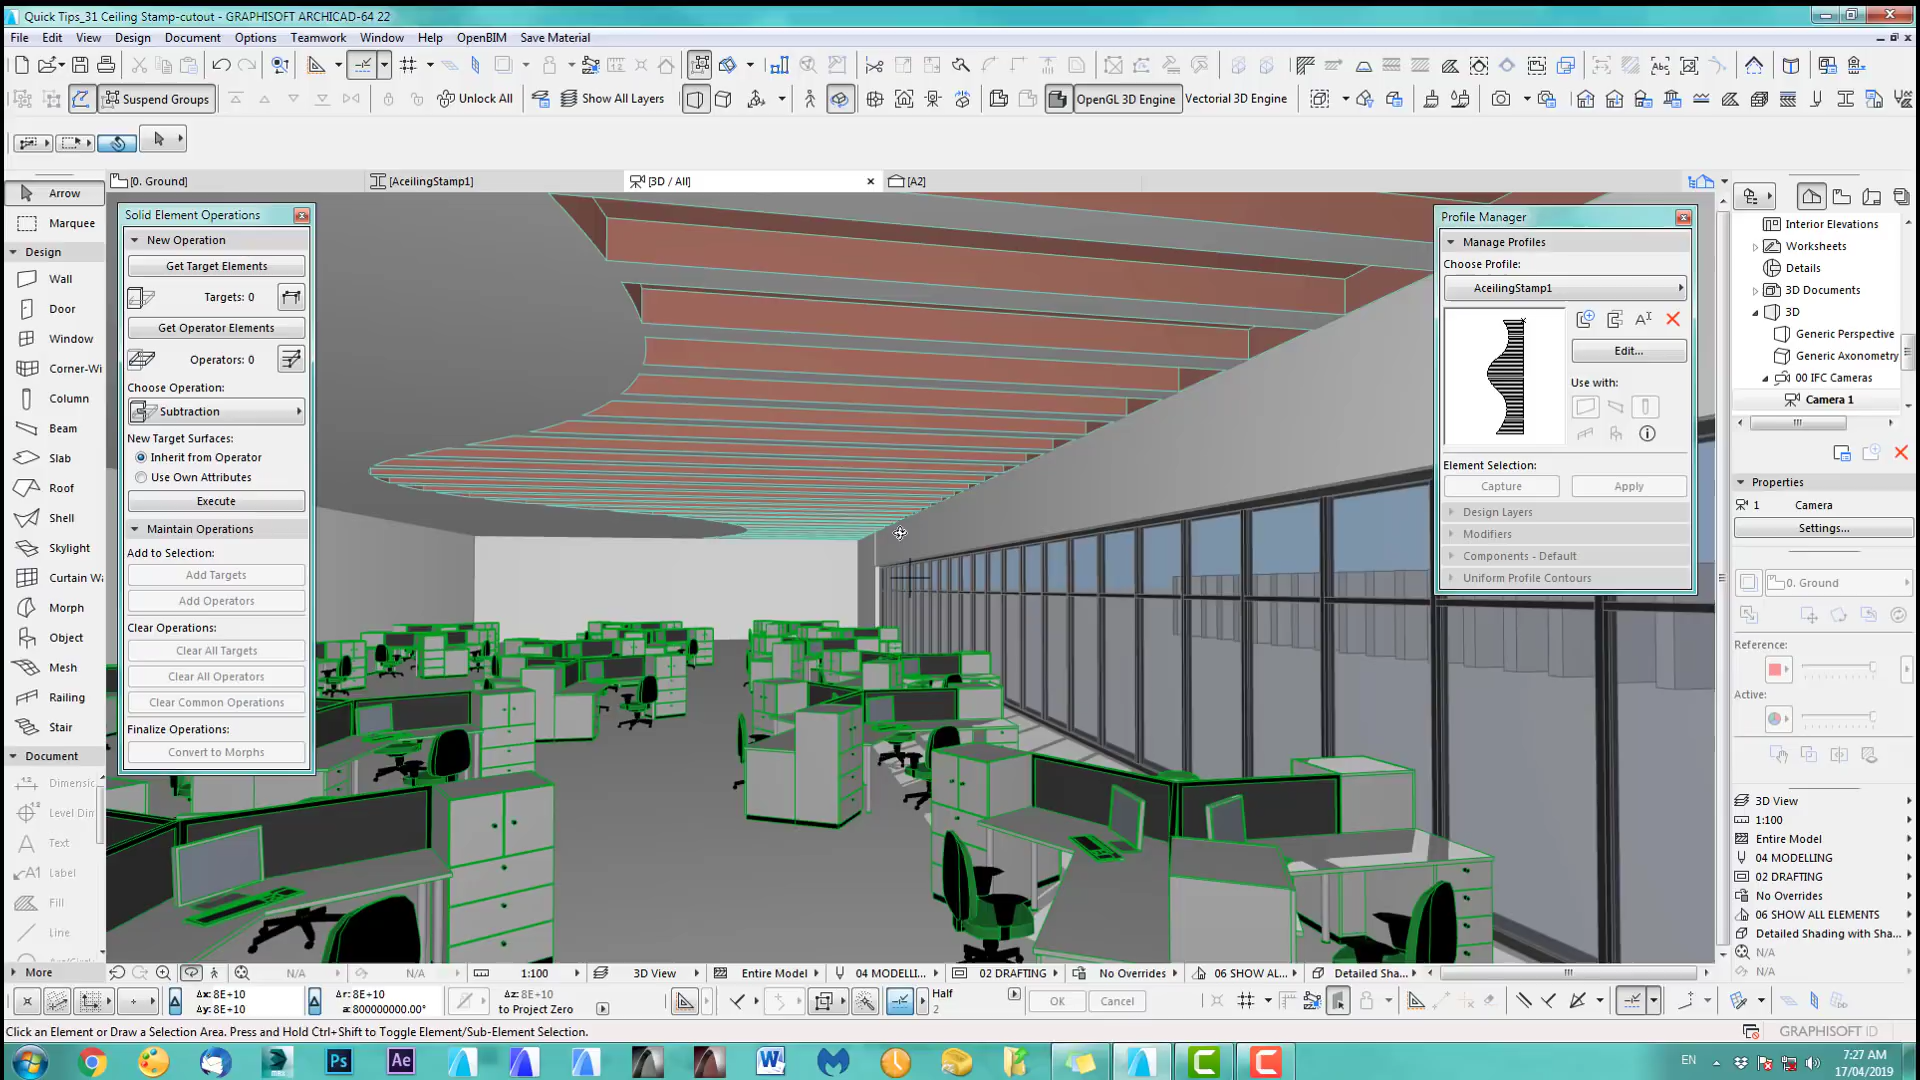 Quick Tips_31 Ceiling Stamp-cutout - GRAPHISOFT ARCHICAD-64 22
File Edit View Design Document Options Teamwork Window Help OpenBIM Save Material
Suspend Groups Unlock All Show All Layers OpenGL 3D Engine Vectorial 3D Engine
[0. Ground] [AceilingStamp1] [3D / All] [A2]
Arrow
Marquee
Design
Wall
Door
Window
Corner-Wi
Column
Beam
Slab
Roof
Shell
Skylight
Curtain Wa
Morph
Object
Mesh
Railing
Stair
Document
Dimensic
Level Din
Text
Label
Fill
Line
More
Solid Element Operations
New Operation
Get Target Elements
Targets: 0
Get Operator Elements
Operators: 0
Choose Operation:
Subtraction
New Target Surfaces:
Inherit from Operator
Use Own Attributes
Execute
Maintain Operations
Add to Selection:
Add Targets
Add Operators
Clear Operations:
Clear All Targets
Clear All Operators
Clear Common Operations
Finalize Operations:
Convert to Morphs
Profile Manager
Manage Profiles
Choose Profile:
AceilingStamp1
Edit...
Use with:
Element Selection:
Capture Apply
Design Layers
Modifiers
Components - Default
Uniform Profile Contours
Interior Elevations
Worksheets
Details
3D Documents
3D
Generic Perspective
Generic Axonometry
00 IFC Cameras
Camera 1
Properties
1 Camera
Settings...
0. Ground
Reference:
Active:
3D View
1:100
Entire Model
04 MODELLING
02 DRAFTING
No Overrides
06 SHOW ALL ELEMENTS
Detailed Shading with Sha...
N/A
N/A
N/A N/A 1:100 3D View Entire Model 04 MODELLI... 02 DRAFTING No Overrides 06 SHOW AL... Detailed Sha...
Δx: 8E+10 Δr: 8E+10 Δz: 8E+10 Half OK Cancel
Δy: 8E+10 a: 800000000.00° to Project Zero 2
Click an Element or Draw a Selection Area. Press and Hold Ctrl+Shift to Toggle Element/Sub-Element Selection.
GRAPHISOFT ID
Ps Ae
EN
7:27 AM
17/04/2019